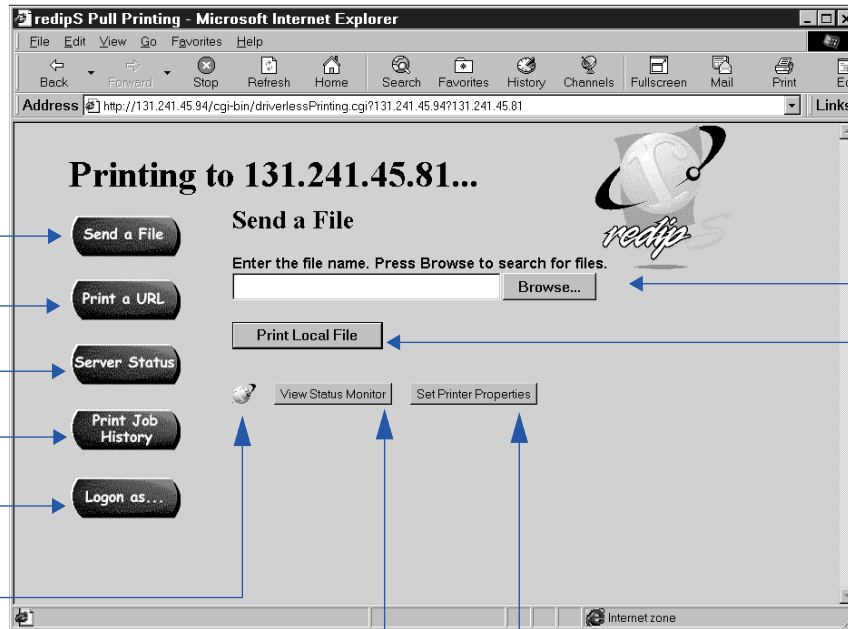 redipS Pull Printing - Microsoft Internet Explorer
File Edit View Go Favorites Help
Back Forward Stop Refresh Home Search Favorites History Channels Fullscreen Mail Print
Address http://131.241.45.94/cgi-bin/driverlessPrinting.cgi?131.241.45.94?131.241.45.81 Links
Printing to 131.241.45.81...
redipS
Send a File
Send a File
Enter the file name. Press Browse to search for files.
Browse...
Print a URL
Print Local File
Server Status
View Status Monitor Set Printer Properties
Print Job
History
Logon as...
Internet zone